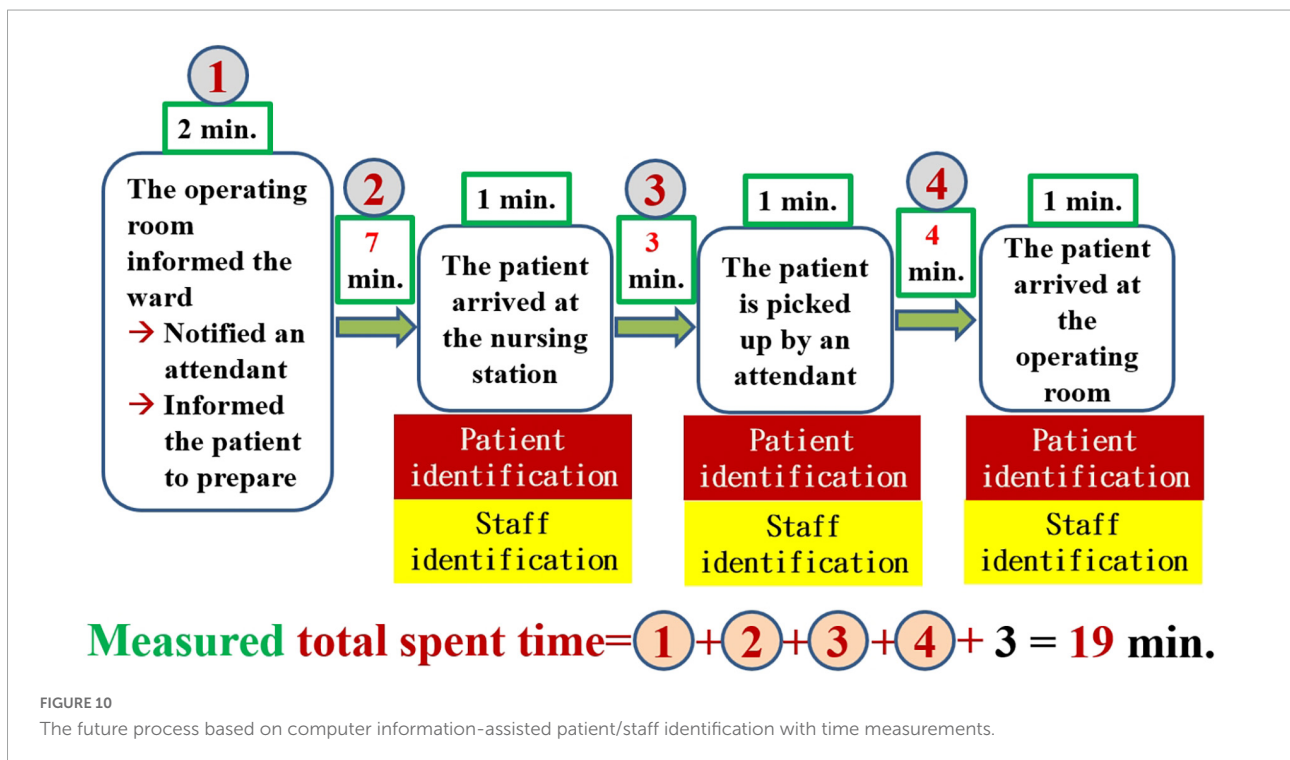 1
2 min.
The operating
room
informed the
ward
→ Notified an
attendant
→ Informed
the patient
to prepare
2
7
min.
1 min.
The patient
arrived at
the nursing
station
Patient
identification
Staff
identification
3
3
min.
1 min.
The patient
is picked
up by an
attendant
Patient
identification
Staff
identification
4
4
min.
1 min.
The patient
arrived at
the
operating
room
Patient
identification
Staff
identification
Measured total spent time=1+2+3+4+ 3 = 19 min.
FIGURE 10
The future process based on computer information-assisted patient/staff identification with time measurements.